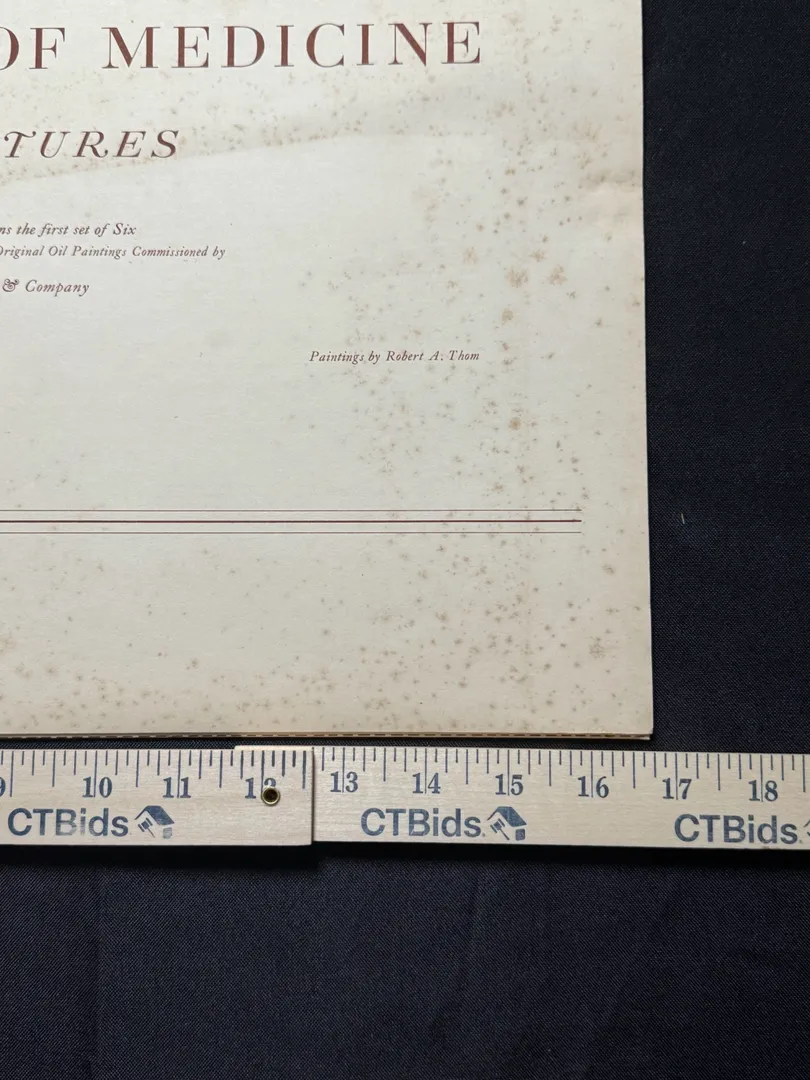 OF MEDICINE
TURES
ns the first set of Six
Original Oil Paintings Commissioned by
& Company
Paintings by Robert A. Thom
9 10 11 12 13 14 15 16 17 18
CTBids CTBids CTBids